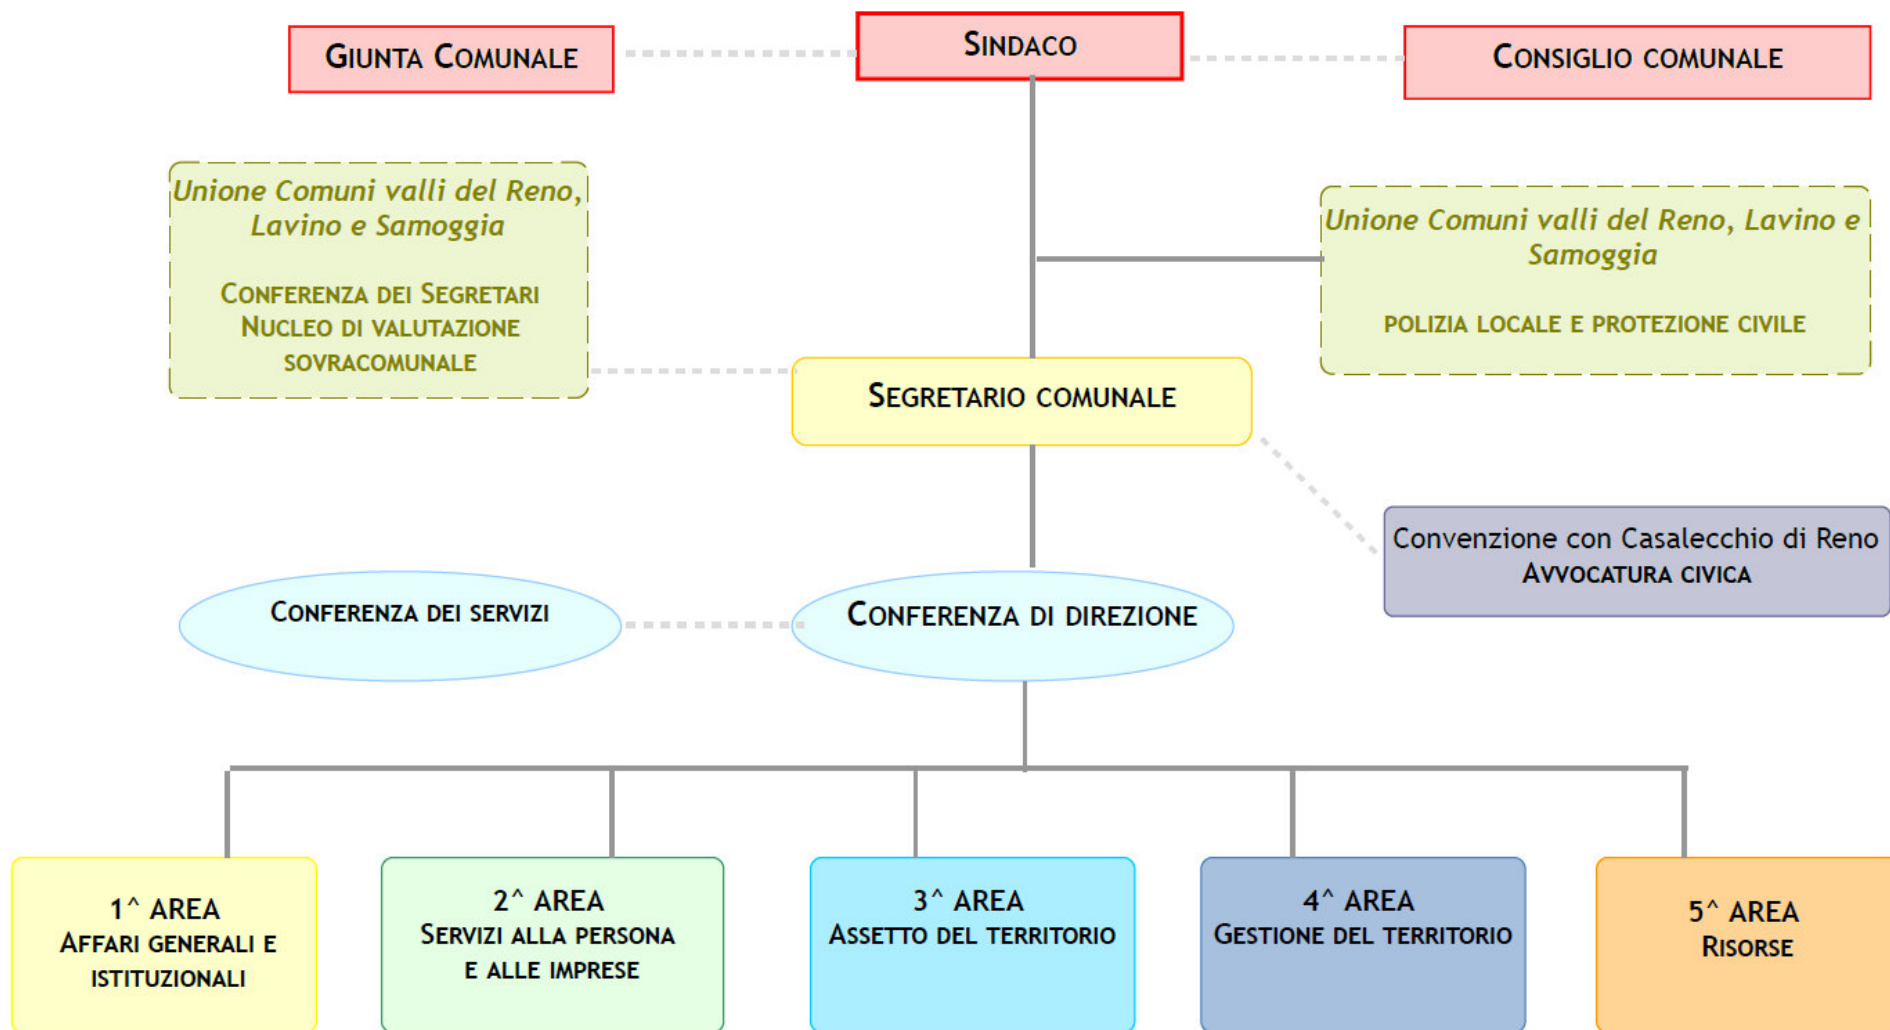 GIUNTA COMUNALE
SINDACO
CONSIGLIO COMUNALE
Unione Comuni valli del Reno,
Lavino e Samoggia
CONFERENZA DEI SEGRETARI
NUCLEO DI VALUTAZIONE
SOVRACOMUNALE
Unione Comuni valli del Reno, Lavino e
Samoggia
POLIZIA LOCALE E PROTEZIONE CIVILE
SEGRETARIO COMUNALE
Convenzione con Casalecchio di Reno
AVVOCATURA CIVICA
CONFERENZA DEI SERVIZI
CONFERENZA DI DIREZIONE
1^ AREA
AFFARI GENERALI E
ISTITUZIONALI
2^ AREA
SERVIZI ALLA PERSONA
E ALLE IMPRESE
3^ AREA
ASSETTO DEL TERRITORIO
4^ AREA
GESTIONE DEL TERRITORIO
5^ AREA
RISORSE